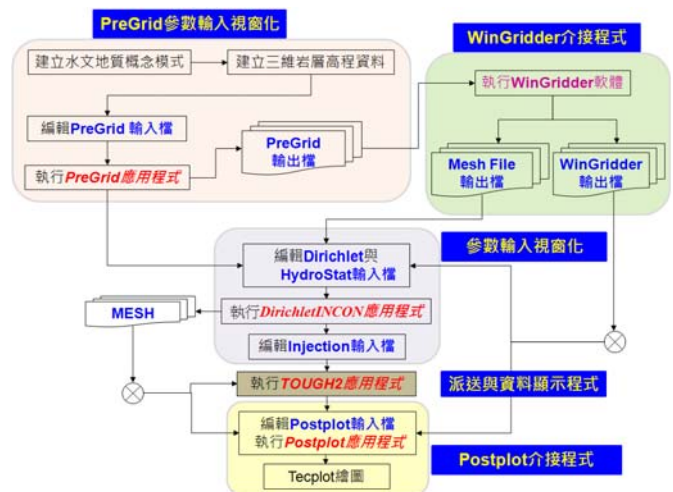 PreGrid參數輸入視窗化
建立水文地質概念模式
建立三維岩層高程資料
編輯PreGrid 輸入檔
執行PreGrid應用程式
PreGrid
輸出檔
WinGridder介接程式
執行WinGridder軟體
Mesh File
輸出檔
WinGridder
輸出檔
參數輸入視窗化
編輯Dirichlet與
HydroStat輸入檔
執行DirichletINCON應用程式
MESH
編輯Injection輸入檔
執行TOUGH2應用程式
派送與資料顯示程式
編輯Postplot輸入檔
執行Postplot應用程式
Tecplot繪圖
Postplot介接程式